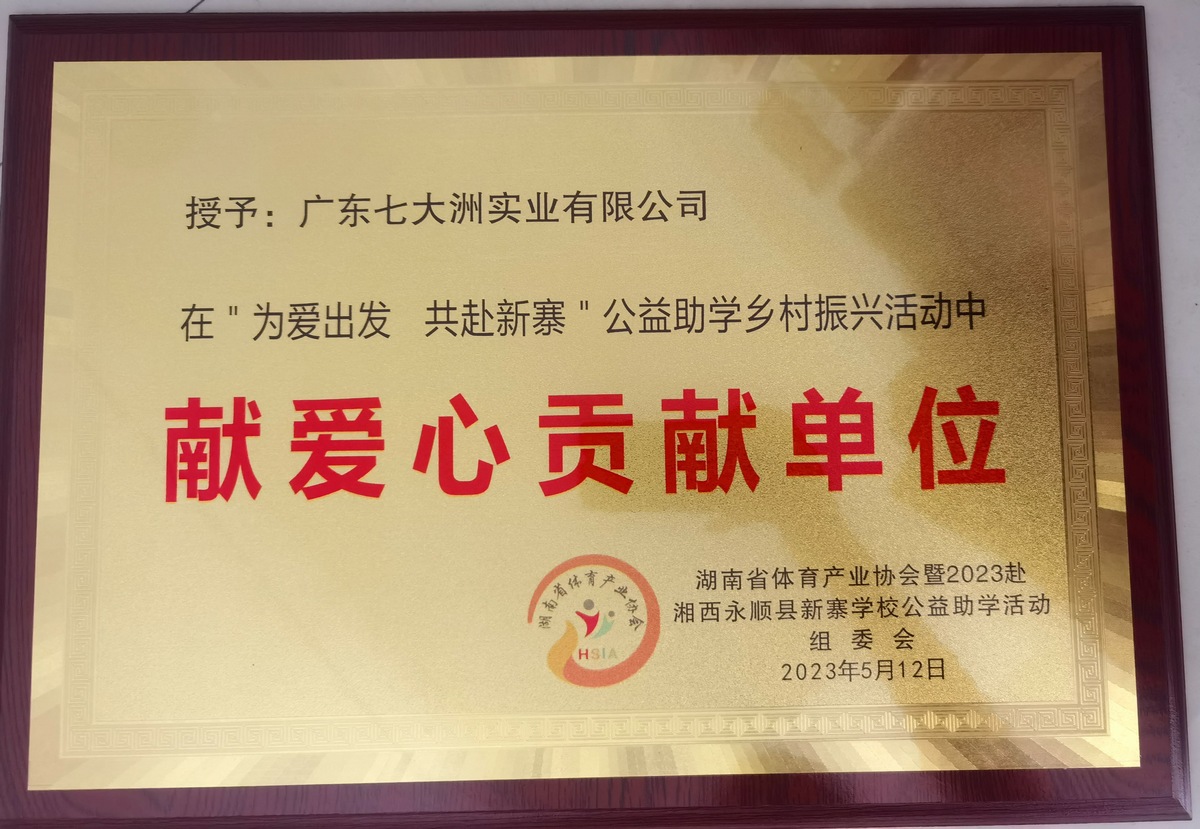 授予：广东七大洲实业有限公司
在"为爱出发 共赴新寨"公益助学乡村振兴活动中
献爱心贡献单位
湖南省体育产业协会
HSIA
湖南省体育产业协会暨2023赴
湘西永顺县新寨学校公益助学活动
组委会
2023年5月12日